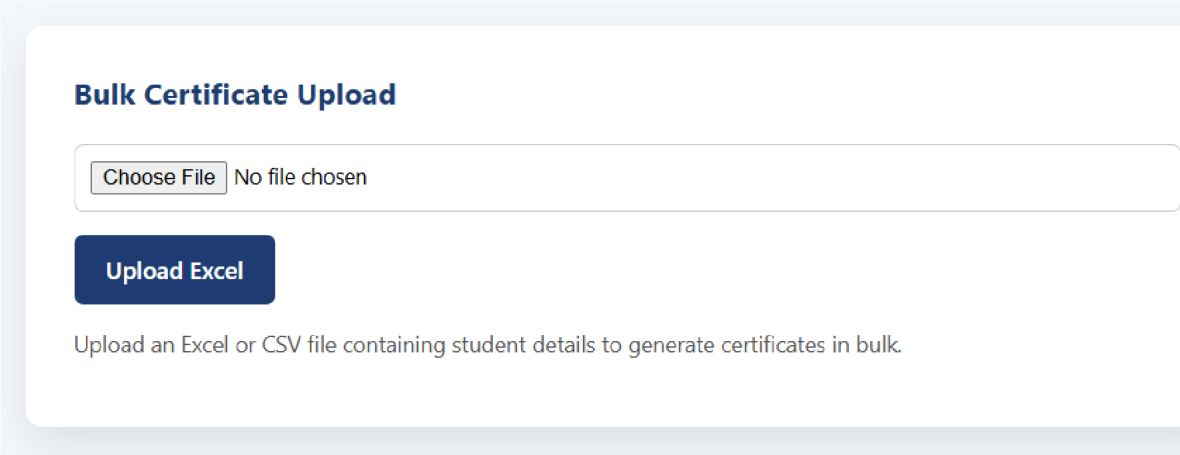 Bulk Certificate Upload
Choose File No file chosen
Upload Excel
Upload an Excel or CSV file containing student details to generate certificates in bulk.